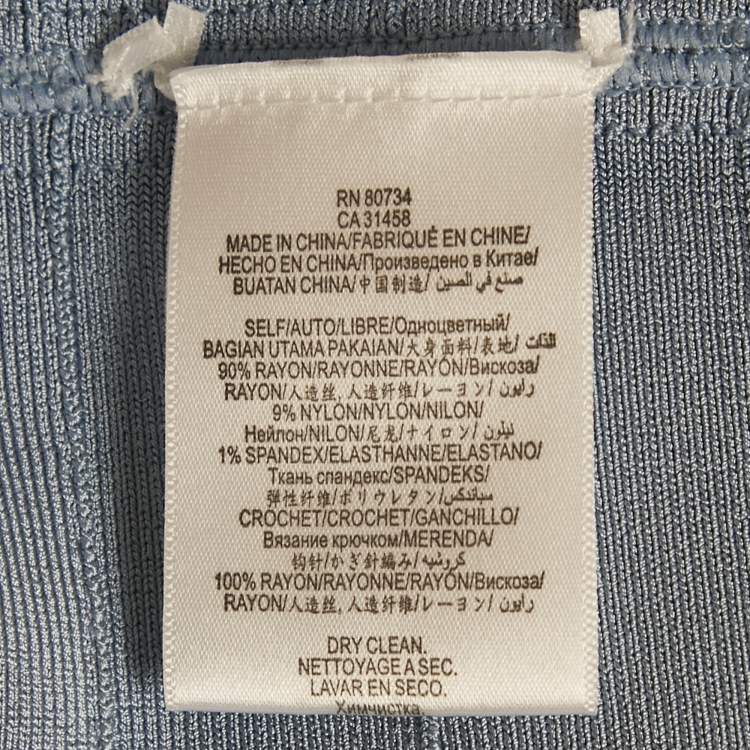 RN 80734
CA 31458
MADE IN CHINA/FABRIQUÉ EN CHINE/
HECHO EN CHINA/Произведено в Китае/
BUATAN CHINA/中国制造/ صنع في الصين
SELF/AUTO/LIBRE/Одноцветный/
BAGIAN UTAMA PAKAIAN/大身面料/表地/ الذات
90% RAYON/RAYONNE/RAYÓN/Вискоза/
RAYON/人造丝, 人造纤维/レーヨン/ رايون
9% NYLON/NYLON/NILON/
Нейлон/NILON/尼龙/ナイロン/ نيلون
1% SPANDEX/ELASTHANNE/ELASTANO/
Ткань спандекс/SPANDEKS/
弹性纤维/ポリウレタン/ سباندكس
CROCHET/CROCHET/GANCHILLO/
Вязание крючком/MERENDA/
钩针/かぎ針編み/ كروشيه
100% RAYON/RAYONNE/RAYÓN/Вискоза/
RAYON/人造丝, 人造纤维/レーヨン/ رايون
DRY CLEAN.
NETTOYAGE A SEC.
LAVAR EN SECO.
Химчистка.